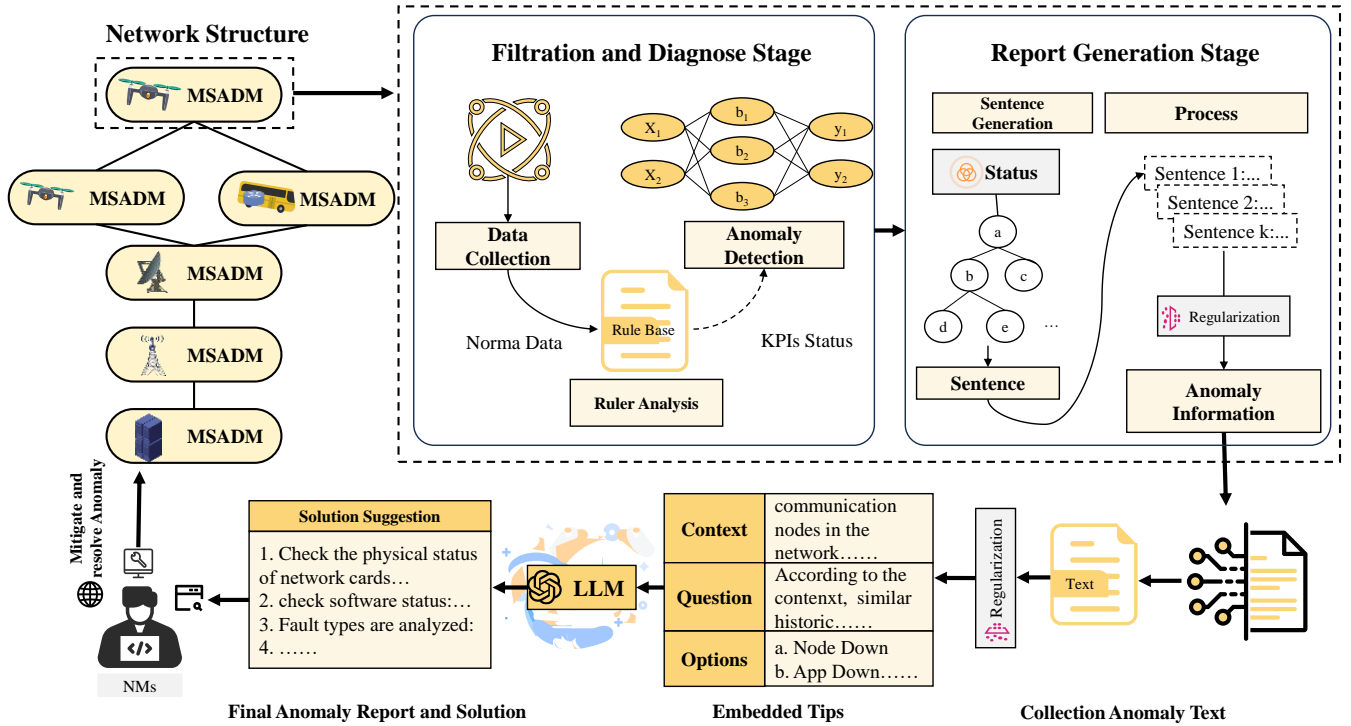 Network Structure
MSADM
MSADM
MSADM
MSADM
MSADM
MSADM
Filtration and Diagnose Stage
X1
X2
b1
b2
b3
y1
y2
Data
Collection
Anomaly
Detection
Rule Base
Norma Data
KPIs Status
Ruler Analysis
Report Generation Stage
Sentence
Generation
Process
Status
a
b
c
d
e
...
Sentence
Sentence 1:...
Sentence 2:...
Sentence k:...
Regularization
Anomaly
Information
Mitigate and
resolve Anomaly
NMs
Solution Suggestion
1. Check the physical status
of network cards…
2. check software status:…
3. Fault types are analyzed:
4. ……
LLM
Context
communication
nodes in the
network……
Question
According to the
contenxt, similar
historic……
Options
a. Node Down
b. App Down……
Regularization
Text
Final Anomaly Report and Solution
Embedded Tips
Collection Anomaly Text